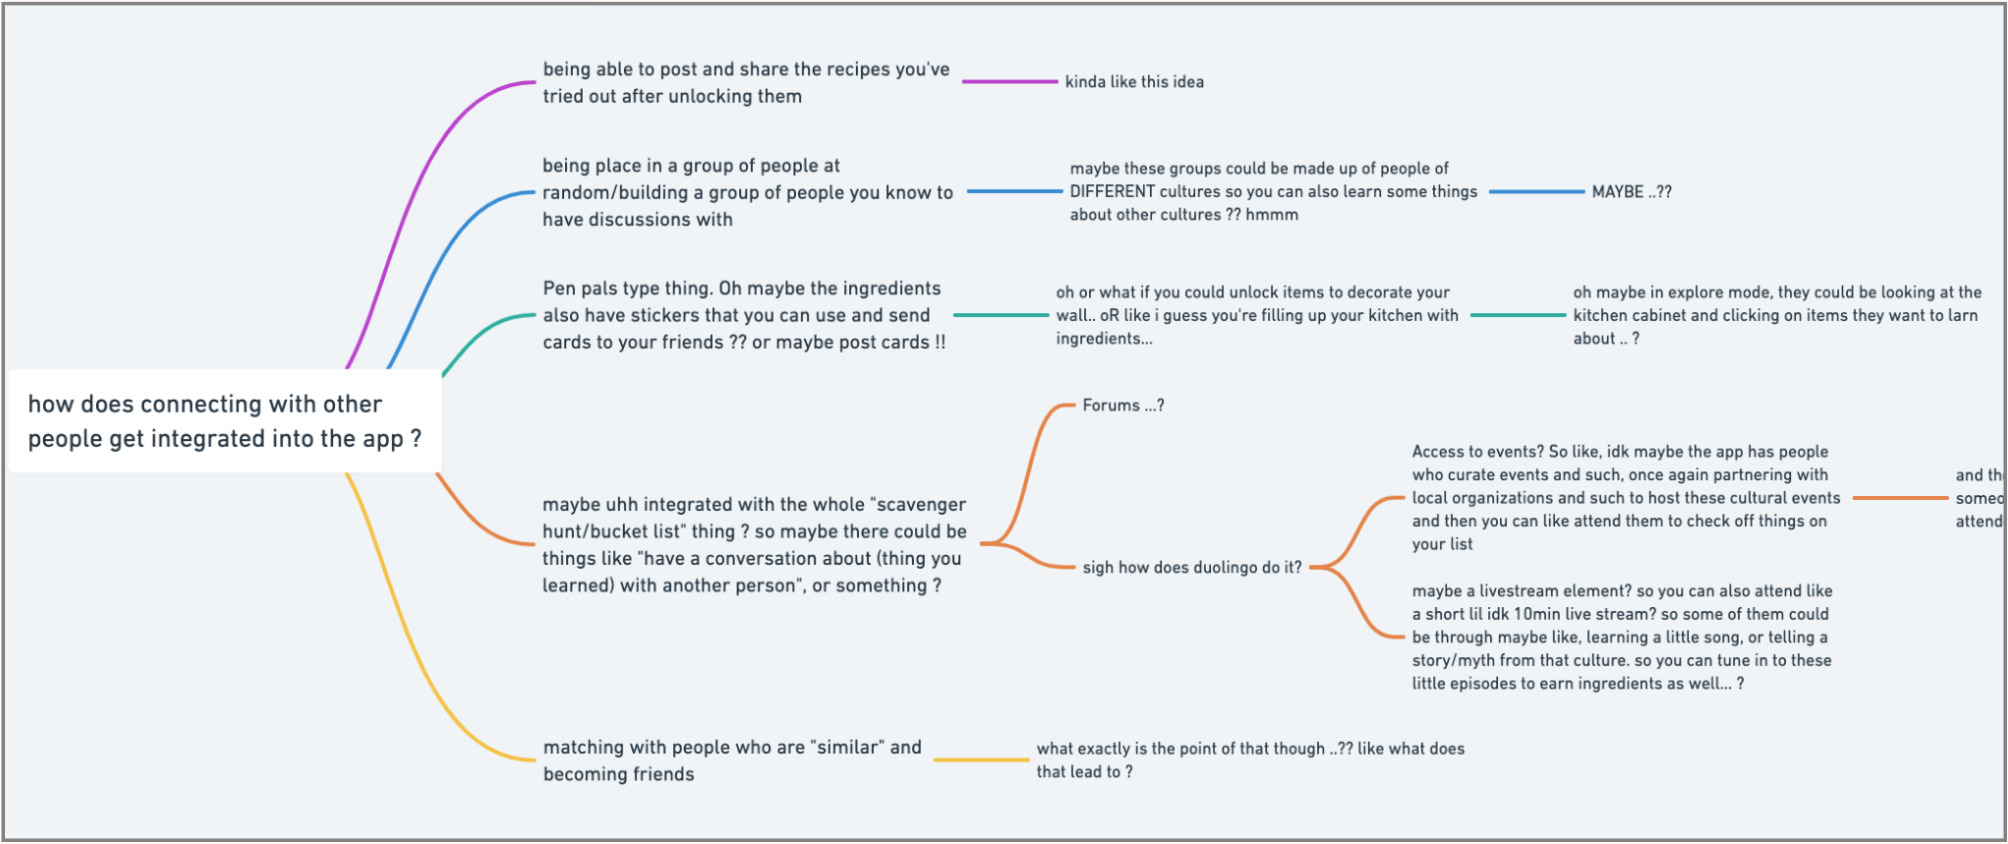 being able to post and share the recipes you've
tried out after unlocking them
kinda like this idea
being place in a group of people at
random/building a group of people you know to
have discussions with
maybe these groups could be made up of people of
DIFFERENT cultures so you can also learn some things
about other cultures ?? hmmm
MAYBE ..??
Pen pals type thing. Oh maybe the ingredients
also have stickers that you can use and send
cards to your friends ?? or maybe post cards !!
oh or what if you could unlock items to decorate your
wall.. oR like i guess you're filling up your kitchen with
ingredients...
oh maybe in explore mode, they could be looking at the
kitchen cabinet and clicking on items they want to larn
about .. ?
how does connecting with other
people get integrated into the app ?
maybe uhh integrated with the whole "scavenger
hunt/bucket list" thing ? so maybe there could be
things like "have a conversation about (thing you
learned) with another person", or something ?
Forums ...?
sigh how does duolingo do it?
Access to events? So like, idk maybe the app has people
who curate events and such, once again partnering with
local organizations and such to host these cultural events
and then you can like attend them to check off things on
your list
and
attend
maybe a livestream element? so you can also attend like
a short lil idk 10min live stream? so some of them could
be through maybe like, learning a little song, or telling a
story/myth from that culture. so you can tune in to these
little episodes to earn ingredients as well... ?
matching with people who are "similar" and
becoming friends
what exactly is the point of that though ..?? like what does
that lead to ?